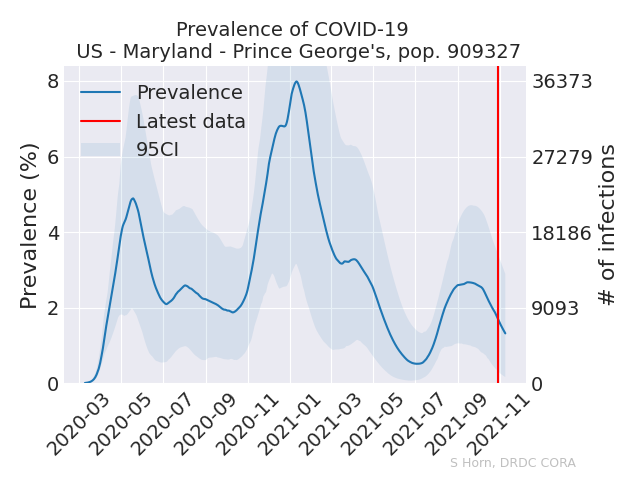 Prevalence of COVID-19
US - Maryland - Prince George's, pop. 909327
Prevalence
Latest data
95CI
Prevalence (%)
8
6
4
2
0
36373
27279
18186
9093
0
# of infections
2020-03
2020-05
2020-07
2020-09
2020-11
2021-01
2021-03
2021-05
2021-07
2021-09
2021-11
S Horn, DRDC CORA